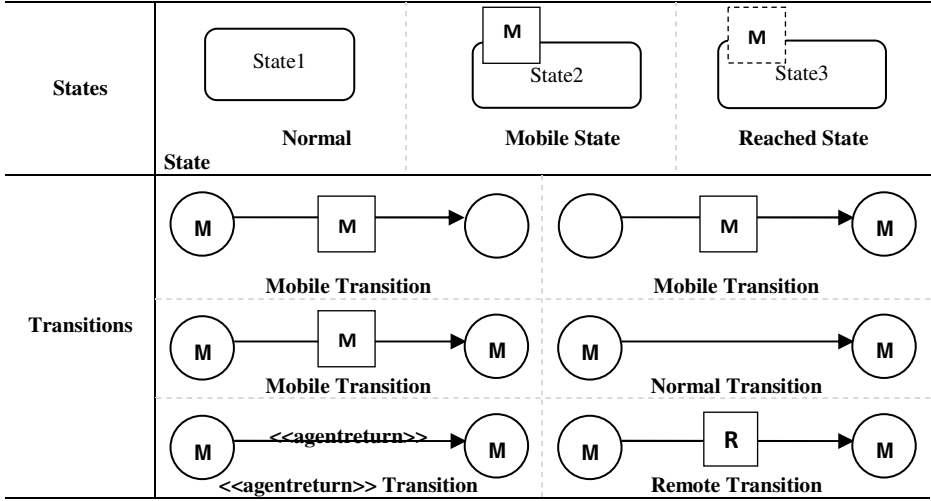 M M
State1 State2 State3
States
Normal Mobile State Reached State
State
M M M M
Mobile Transition Mobile Transition
Transitions
M M M M M
Mobile Transition Normal Transition
M <<agentreturn>> M M R M
<<agentreturn>> Transition Remote Transition